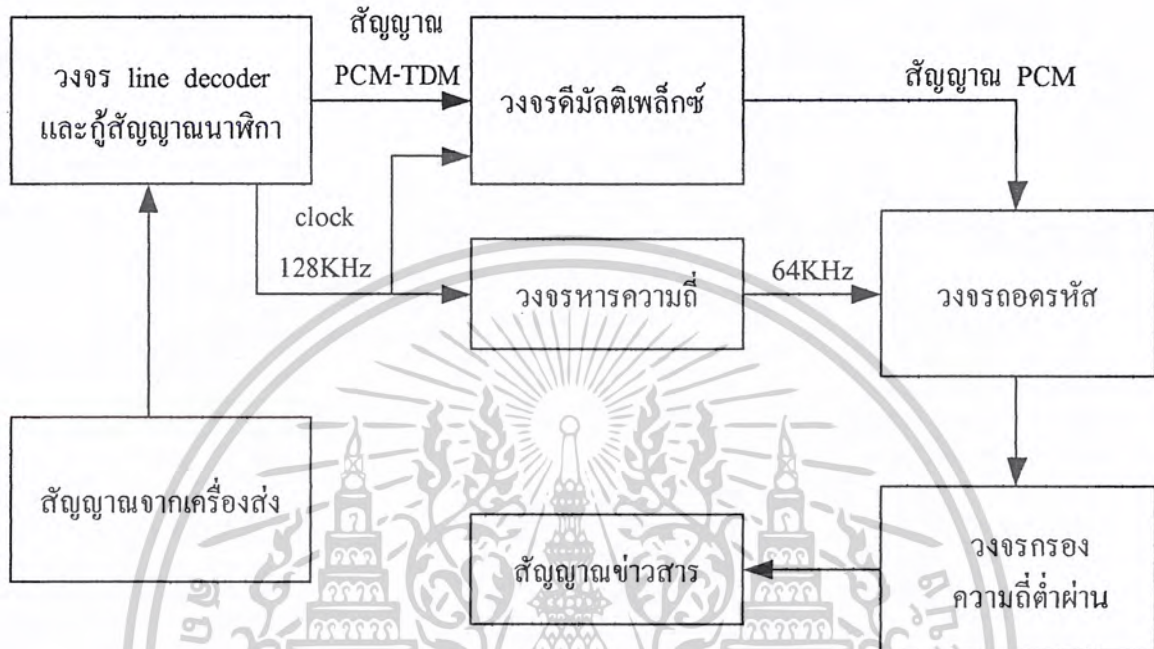 สัญญาณ
PCM-TDM
วงจร line decoder
และกู้สัญญาณนาฬิกา
วงจรดีมัลติเพล็กซ์
สัญญาณ PCM
clock
128KHz
วงจรหารความถี่
64KHz
วงจรถอดรหัส
สัญญาณจากเครื่องส่ง
สัญญาณข่าวสาร
วงจรกรอง
ความถี่ต่ำผ่าน